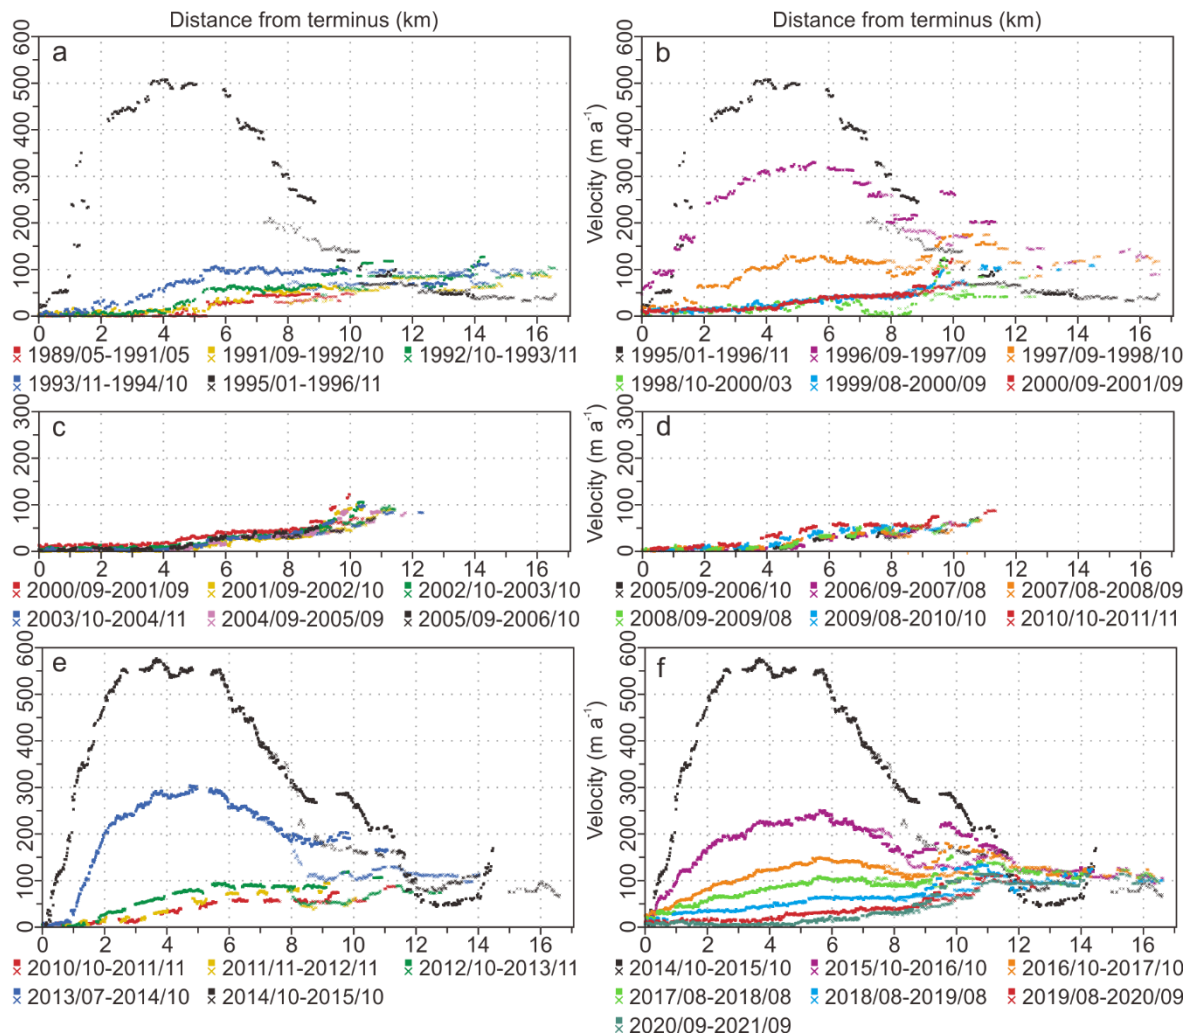 Distance from terminus (km) Distance from terminus (km)
a
600
500
400
300
200
100
0
0 2 4 6 8 10 12 14 16
1989/05-1991/05 1991/09-1992/10 1992/10-1993/11
1993/11-1994/10 1995/01-1996/11
b
Velocity (m a⁻¹)
600
500
400
300
200
100
0
0 2 4 6 8 10 12 14 16
1995/01-1996/11 1996/09-1997/09 1997/09-1998/10
1998/10-2000/03 1999/08-2000/09 2000/09-2001/09
c
300
200
100
0
0 2 4 6 8 10 12 14 16
2000/09-2001/09 2001/09-2002/10 2002/10-2003/10
2003/10-2004/11 2004/09-2005/09 2005/09-2006/10
d
Velocity (m a⁻¹)
300
200
100
0
0 2 4 6 8 10 12 14 16
2005/09-2006/10 2006/09-2007/08 2007/08-2008/09
2008/09-2009/08 2009/08-2010/10 2010/10-2011/11
e
600
500
400
300
200
100
0
0 2 4 6 8 10 12 14 16
2010/10-2011/11 2011/11-2012/11 2012/10-2013/11
2013/07-2014/10 2014/10-2015/10
f
Velocity (m a⁻¹)
600
500
400
300
200
100
0
0 2 4 6 8 10 12 14 16
2014/10-2015/10 2015/10-2016/10 2016/10-2017/10
2017/08-2018/08 2018/08-2019/08 2019/08-2020/09
2020/09-2021/09